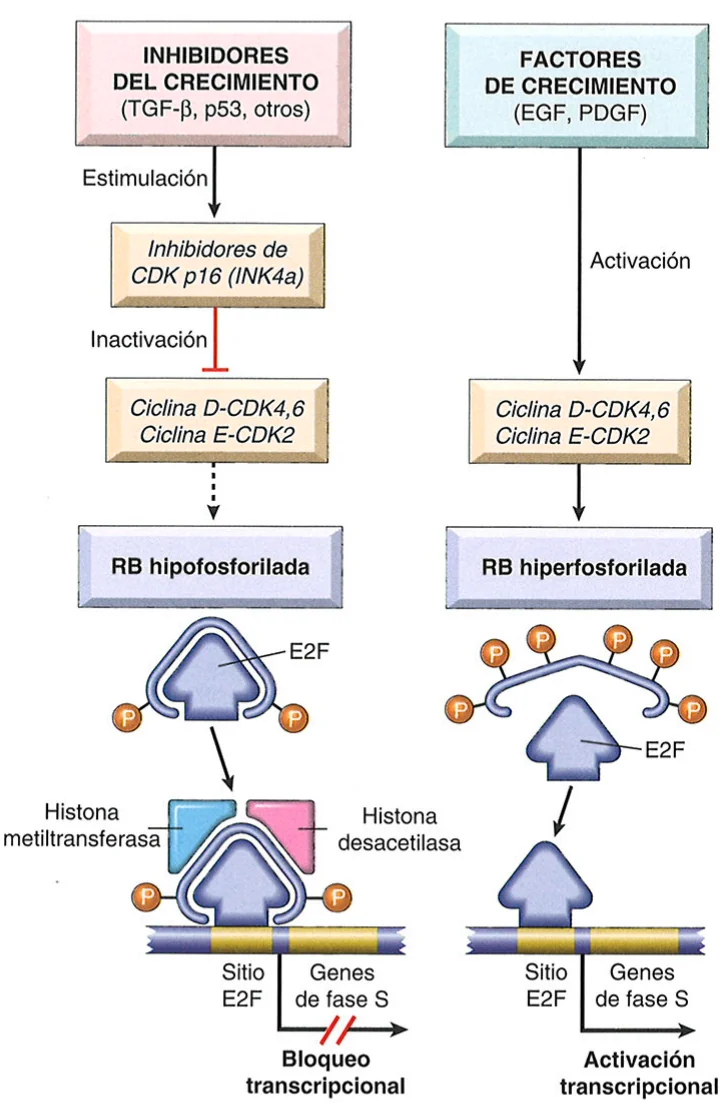 INHIBIDORES
DEL CRECIMIENTO
(TGF-β, p53, otros)
Estimulación
Inhibidores de
CDK p16 (INK4a)
Inactivación
Ciclina D-CDK4,6
Ciclina E-CDK2
RB hipofosforilada
E2F
P
P
Histona
metiltransferasa
Histona
desacetilasa
P
P
Sitio
E2F
Genes
de fase S
Bloqueo
transcripcional
FACTORES
DE CRECIMIENTO
(EGF, PDGF)
Activación
Ciclina D-CDK4,6
Ciclina E-CDK2
RB hiperfosforilada
P
P
P
P
P
P
E2F
Sitio
E2F
Genes
de fase S
Activación
transcripcional